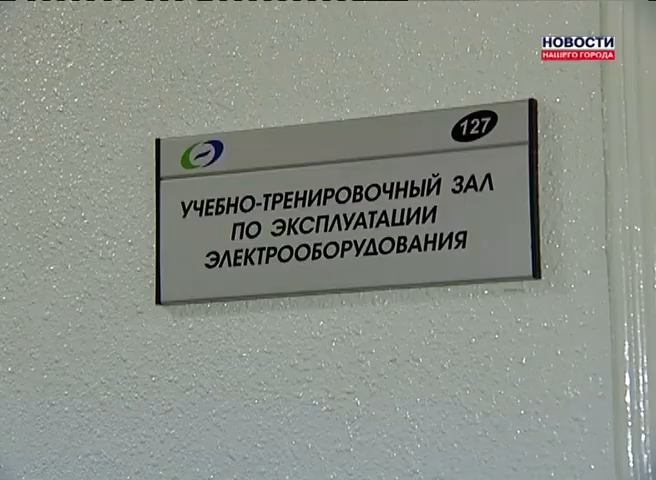 НОВОСТИ
НАШЕГО ГОРОДА
127
УЧЕБНО-ТРЕНИРОВОЧНЫЙ ЗАЛ
ПО ЭКСПЛУАТАЦИИ
ЭЛЕКТРООБОРУДОВАНИЯ